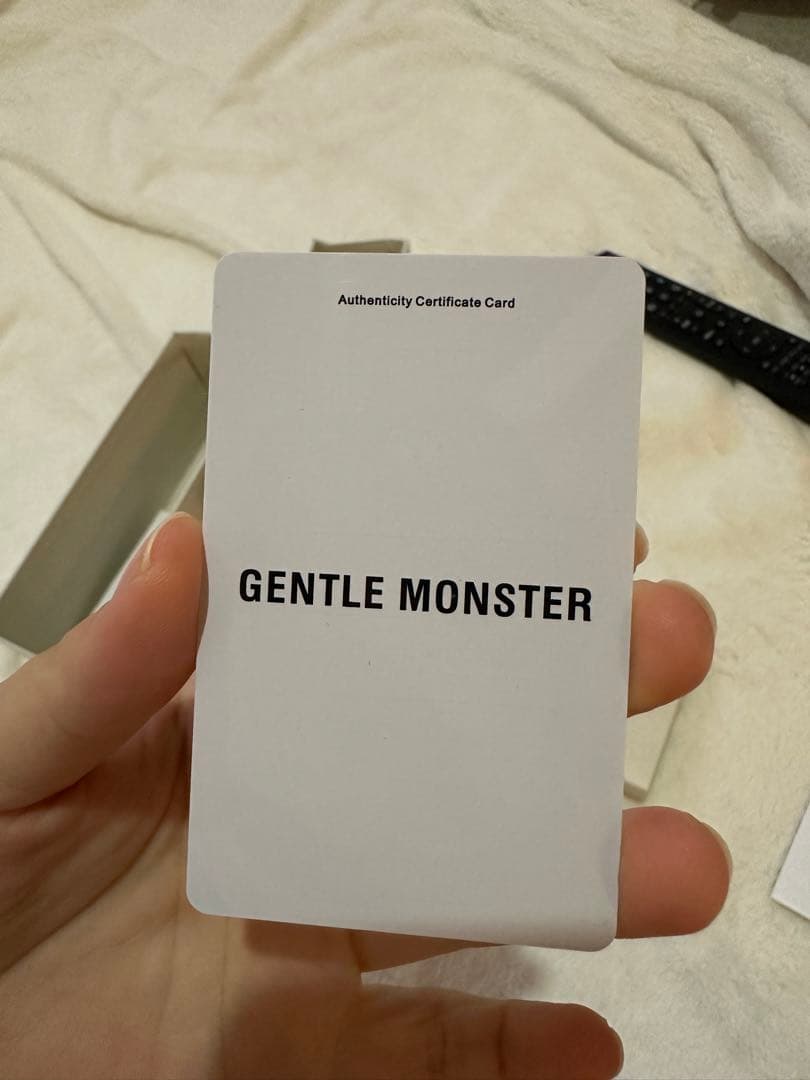 Authenticity Certificate Card
GENTLE MONSTER